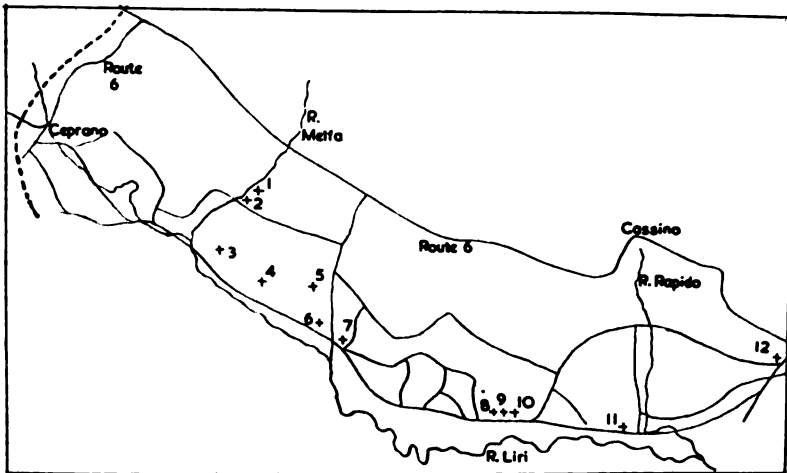 Route
6
Ceprano
R.
Melfa
1
2
3
4
5
6
7
Route 6
Cassino
R. Rapido
12
8 9 10
11
R. Liri